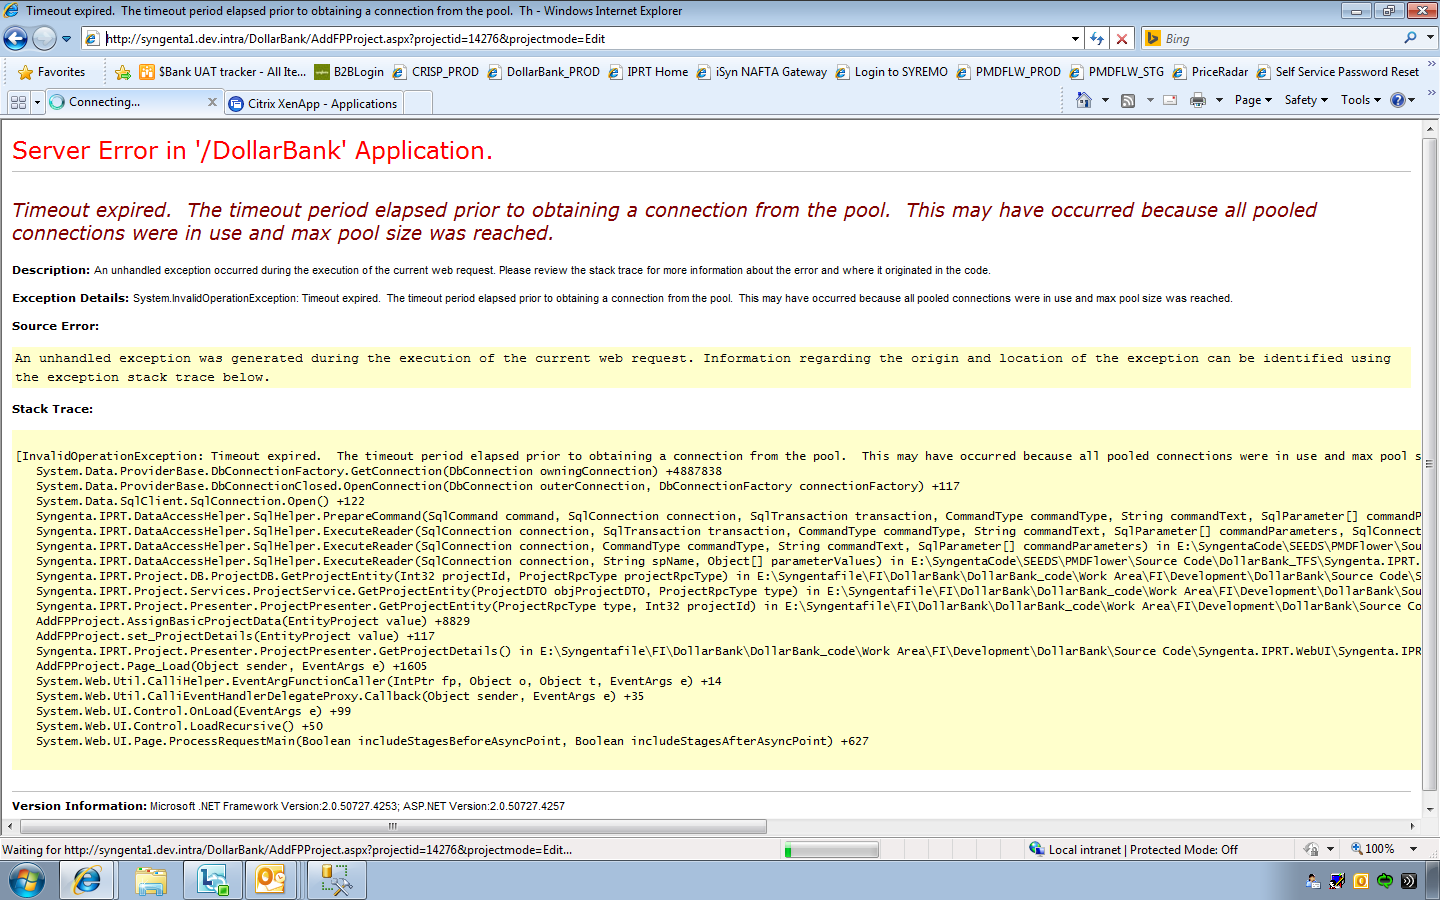 Timeout expired.  The timeout period elapsed prior to obtaining a connection from the pool.  Th - Windows Internet Explorer
http://syngenta1.dev.intra/DollarBank/AddFPProject.aspx?projectid=14276&projectmode=Edit
Bing
Favorites
$Bank UAT tracker - All Ite...
B2BLogin
CRISP_PROD
DollarBank_PROD
IPRT Home
iSyn NAFTA Gateway
Login to SYREMO
PMDFLW_PROD
PMDFLW_STG
PriceRadar
Self Service Password Reset
Connecting...
Citrix XenApp - Applications
Page
Safety
Tools
Server Error in '/DollarBank' Application.
Timeout expired.  The timeout period elapsed prior to obtaining a connection from the pool.  This may have occurred because all pooled
connections were in use and max pool size was reached.
Description: An unhandled exception occurred during the execution of the current web request. Please review the stack trace for more information about the error and where it originated in the code.
Exception Details: System.InvalidOperationException: Timeout expired.  The timeout period elapsed prior to obtaining a connection from the pool.  This may have occurred because all pooled connections were in use and max pool size was reached.
Source Error:
An unhandled exception was generated during the execution of the current web request. Information regarding the origin and location of the exception can be identified using
the exception stack trace below.
Stack Trace:
[InvalidOperationException: Timeout expired.  The timeout period elapsed prior to obtaining a connection from the pool.  This may have occurred because all pooled connections were in use and max pool s
System.Data.ProviderBase.DbConnectionFactory.GetConnection(DbConnection owningConnection) +4887838
System.Data.ProviderBase.DbConnectionClosed.OpenConnection(DbConnection outerConnection, DbConnectionFactory connectionFactory) +117
System.Data.SqlClient.SqlConnection.Open() +122
Syngenta.IPRT.DataAccessHelper.SqlHelper.PrepareCommand(SqlCommand command, SqlConnection connection, SqlTransaction transaction, CommandType commandType, String commandText, SqlParameter[] commandP
Syngenta.IPRT.DataAccessHelper.SqlHelper.ExecuteReader(SqlConnection connection, SqlTransaction transaction, CommandType commandType, String commandText, SqlParameter[] commandParameters, SqlConnect
Syngenta.IPRT.DataAccessHelper.SqlHelper.ExecuteReader(SqlConnection connection, CommandType commandType, String commandText, SqlParameter[] commandParameters) in E:\SyngentaCode\SEEDS\PMDFlower\Sou
Syngenta.IPRT.DataAccessHelper.SqlHelper.ExecuteReader(SqlConnection connection, String spName, Object[] parameterValues) in E:\SyngentaCode\SEEDS\PMDFlower\Source Code\DollarBank_TFS\Syngenta.IPRT.
Syngenta.IPRT.Project.DB.ProjectDB.GetProjectEntity(Int32 projectId, ProjectRpcType projectRpcType) in E:\Syngentafile\FI\DollarBank\DollarBank_code\Work Area\FI\Development\DollarBank\Source Code\S
Syngenta.IPRT.Project.Services.ProjectService.GetProjectEntity(ProjectDTO objProjectDTO, ProjectRpcType type) in E:\Syngentafile\FI\DollarBank\DollarBank_code\Work Area\FI\Development\DollarBank\Sou
Syngenta.IPRT.Project.Presenter.ProjectPresenter.GetProjectEntity(ProjectRpcType type, Int32 projectId) in E:\Syngentafile\FI\DollarBank\DollarBank_code\Work Area\FI\Development\DollarBank\Source Co
AddFPProject.AssignBasicProjectData(EntityProject value) +8829
AddFPProject.set_ProjectDetails(EntityProject value) +117
Syngenta.IPRT.Project.Presenter.ProjectPresenter.GetProjectDetails() in E:\Syngentafile\FI\DollarBank\DollarBank_code\Work Area\FI\Development\DollarBank\Source Code\Syngenta.IPRT.WebUI\Syngenta.IPR
AddFPProject.Page_Load(Object sender, EventArgs e) +1605
System.Web.Util.CalliHelper.EventArgFunctionCaller(IntPtr fp, Object o, Object t, EventArgs e) +14
System.Web.Util.CalliEventHandlerDelegateProxy.Callback(Object sender, EventArgs e) +35
System.Web.UI.Control.OnLoad(EventArgs e) +99
System.Web.UI.Control.LoadRecursive() +50
System.Web.UI.Page.ProcessRequestMain(Boolean includeStagesBeforeAsyncPoint, Boolean includeStagesAfterAsyncPoint) +627
Version Information: Microsoft .NET Framework Version:2.0.50727.4253; ASP.NET Version:2.0.50727.4257
Waiting for http://syngenta1.dev.intra/DollarBank/AddFPProject.aspx?projectid=14276&projectmode=Edit...
Local intranet | Protected Mode: Off
100%